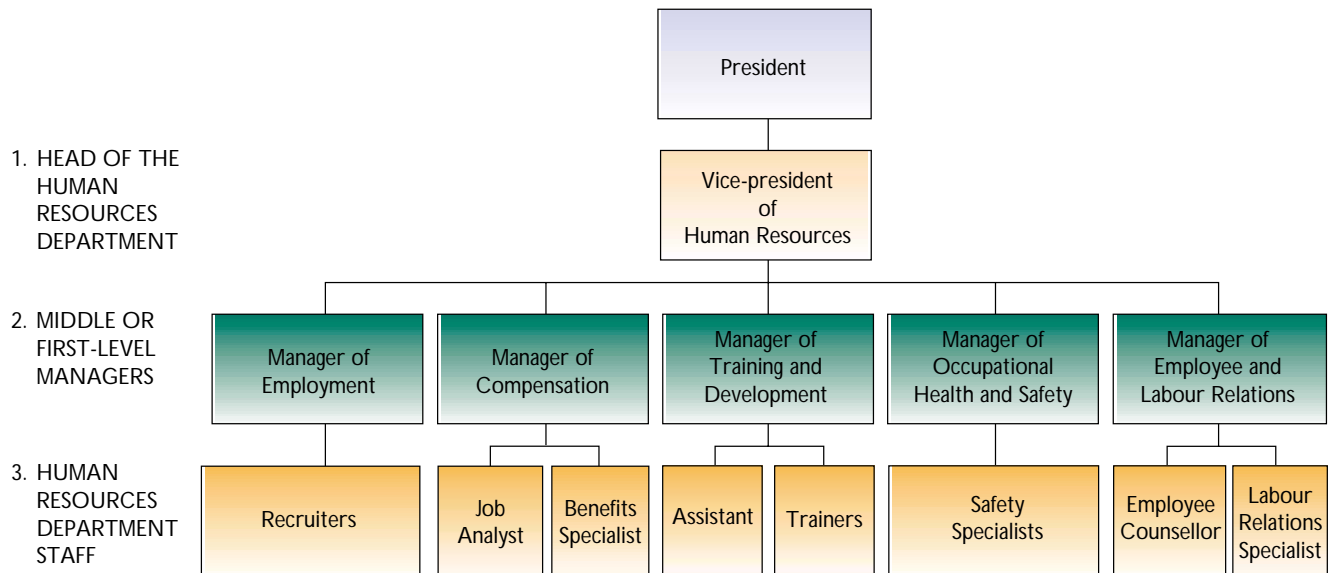 President
1. HEAD OF THE
HUMAN
RESOURCES
DEPARTMENT
Vice-president
of
Human Resources
2. MIDDLE OR
FIRST-LEVEL
MANAGERS
Manager of
Employment
Manager of
Compensation
Manager of
Training and
Development
Manager of
Occupational
Health and Safety
Manager of
Employee and
Labour Relations
3. HUMAN
RESOURCES
DEPARTMENT
STAFF
Recruiters
Job
Analyst
Benefits
Specialist
Assistant
Trainers
Safety
Specialists
Employee
Counsellor
Labour
Relations
Specialist